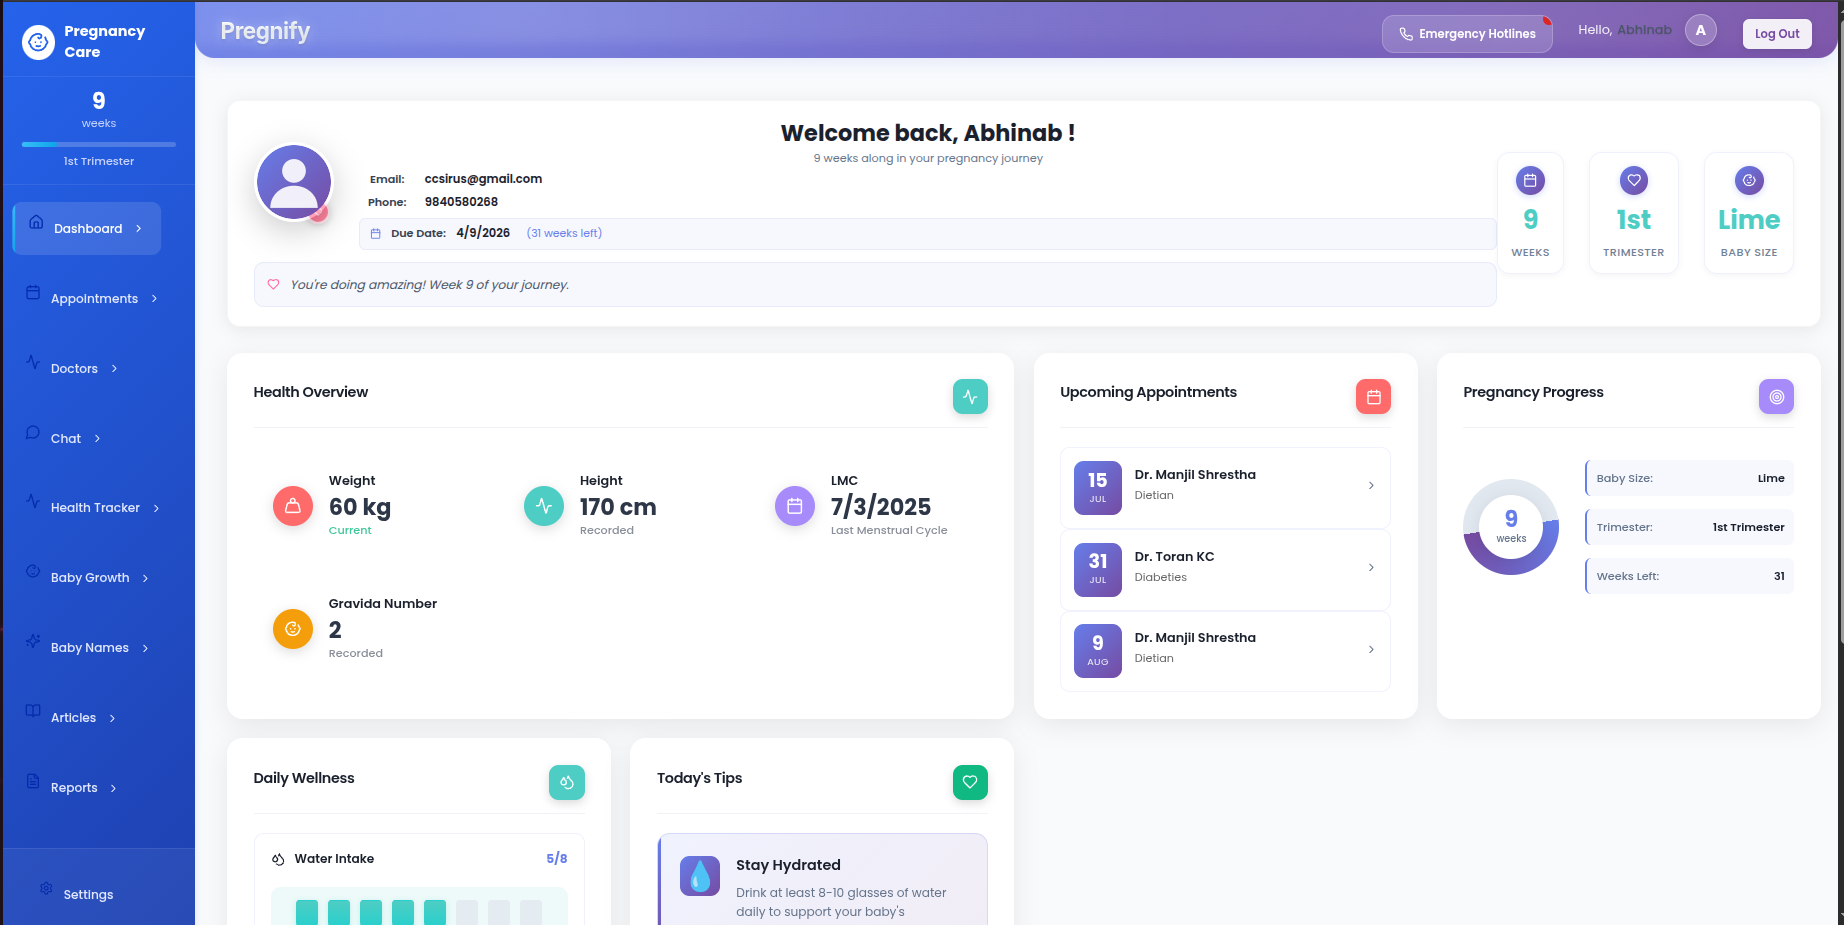 Pregnancy
Care
9
weeks
1st Trimester
Dashboard
Appointments
Doctors
Chat
Health Tracker
Baby Growth
Baby Names
Articles
Reports
Settings
Pregnify
Emergency Hotlines
Hello, Abhinab
A
Log Out
Welcome back, Abhinab !
9 weeks along in your pregnancy journey
Email: ccsirus@gmail.com
Phone: 9840580268
Due Date: 4/9/2026 (31 weeks left)
You're doing amazing! Week 9 of your journey.
9
WEEKS
1st
TRIMESTER
Lime
BABY SIZE
Health Overview
Weight
60 kg
Current
Height
170 cm
Recorded
LMC
7/3/2025
Last Menstrual Cycle
Gravida Number
2
Recorded
Upcoming Appointments
15
JUL
Dr. Manjil Shrestha
Dietian
31
JUL
Dr. Toran KC
Diabeties
9
AUG
Dr. Manjil Shrestha
Dietian
Pregnancy Progress
9
weeks
Baby Size: Lime
Trimester: 1st Trimester
Weeks Left: 31
Daily Wellness
Water Intake 5/8
Today's Tips
Stay Hydrated
Drink at least 8-10 glasses of water
daily to support your baby's